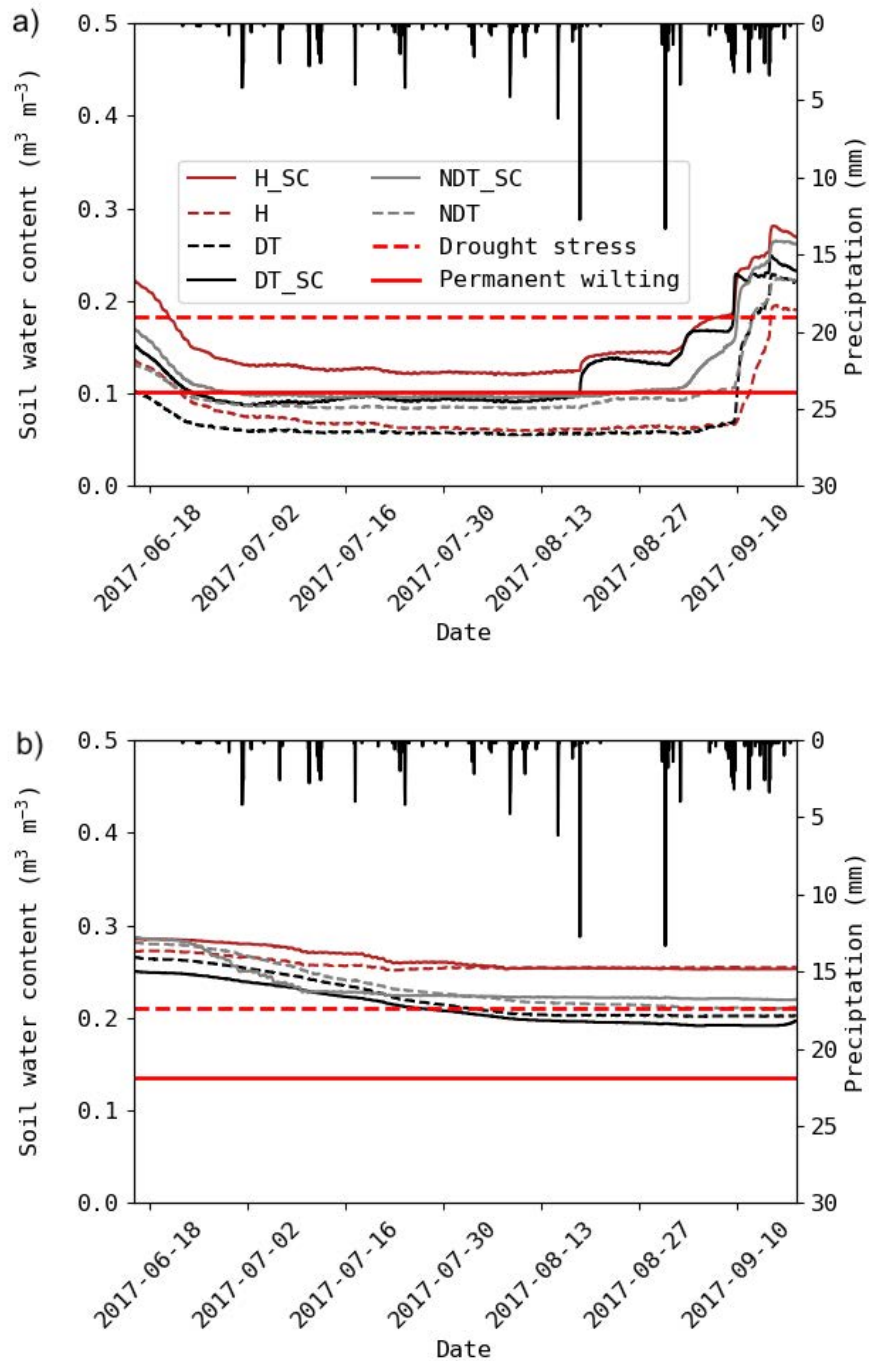 a)
0.5
0.4
0.3
0.2
0.1
0.0
Soil water content (m³ m⁻³)
H_SC
H
DT
DT_SC
NDT_SC
NDT
Drought stress
Permanent wilting
0
5
10
15
20
25
30
Preciptation (mm)
2017-06-18
2017-07-02
2017-07-16
2017-07-30
2017-08-13
2017-08-27
2017-09-10
Date
b)
0.5
0.4
0.3
0.2
0.1
0.0
Soil water content (m³ m⁻³)
0
5
10
15
20
25
30
Preciptation (mm)
2017-06-18
2017-07-02
2017-07-16
2017-07-30
2017-08-13
2017-08-27
2017-09-10
Date